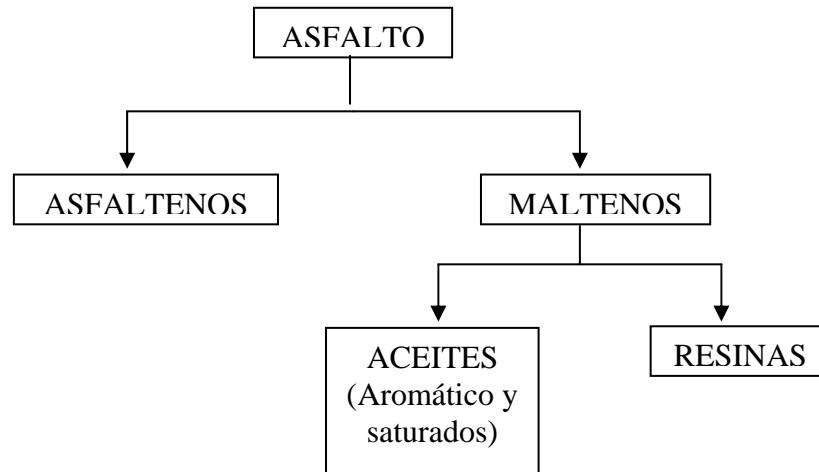 ASFALTO
ASFALTENOS
MALTENOS
ACEITES
(Aromático y
saturados)
RESINAS